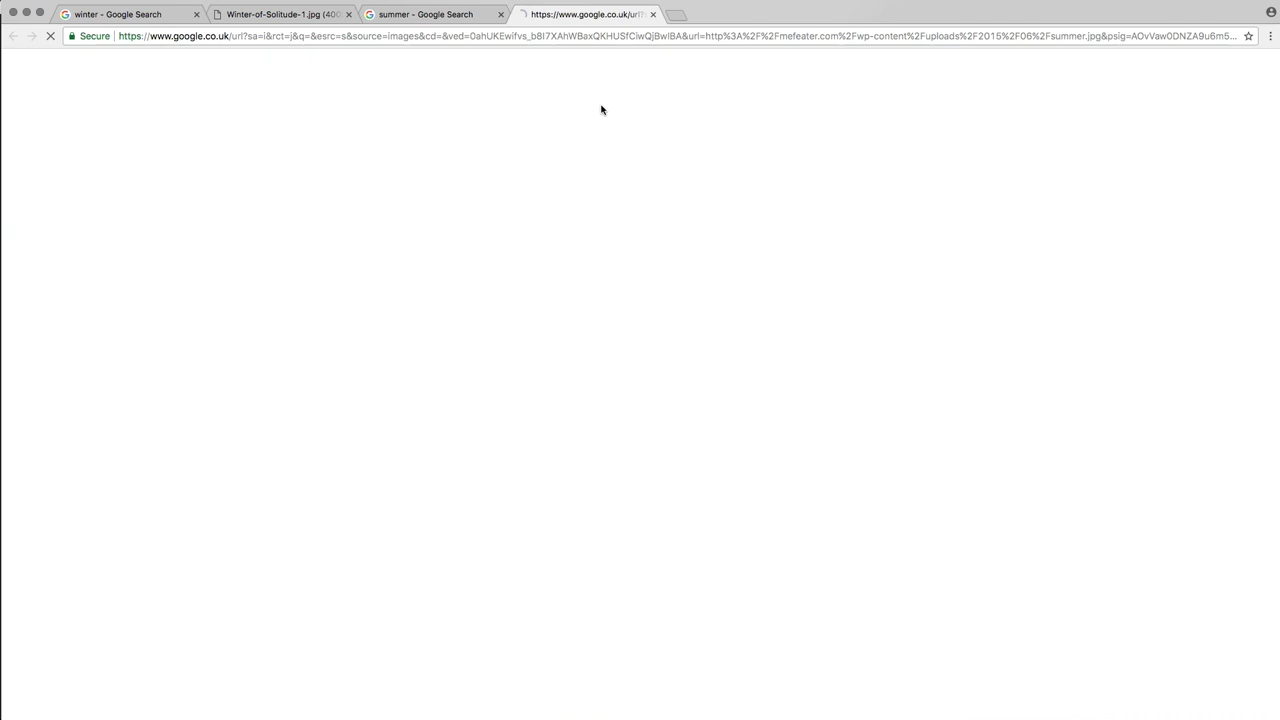 winter - Google Search
Winter-of-Solitude-1.jpg (400
summer - Google Search
https://www.google.co.uk/url?
Secure
https://www.google.co.uk/url?sa=i&rct=j&q=&esrc=s&source=images&cd=&ved=0ahUKEwifvs_b8I7XAhWBaxQKHUSfCiwQjBwIBA&url=http%3A%2F%2Fmefeater.com%2Fwp-content%2Fuploads%2F2015%2F06%2Fsummer.jpg&psig=AOvVaw0DNZA9u6m5...